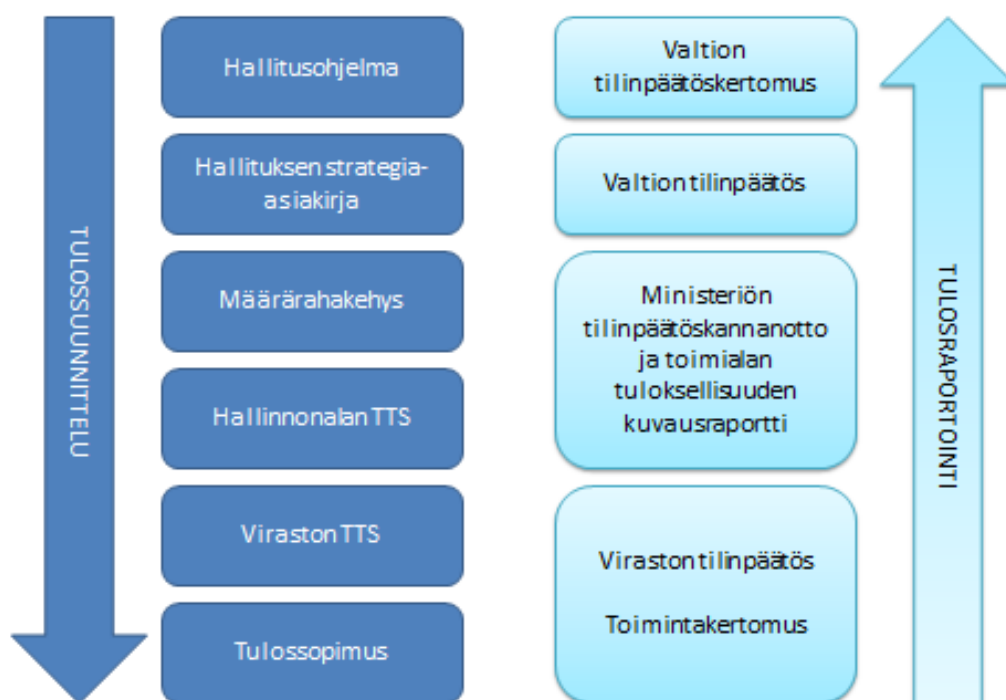 TULOSSUUNNITTELU
Hallitusohjelma
Hallituksen strategia-
asiakirja
Määrärahakehys
Hallinnonalan TTS
Viraston TTS
Tulossopimus
Valtion
tilinpäätöskertomus
Valtion tilinpäätös
Ministeriön
tilinpäätöskannanotto
ja toimialan
tuloksellisuuden
kuvausraportti
Viraston tilinpäätös
Toimintakertomus
TULOSRAPORTOINTI